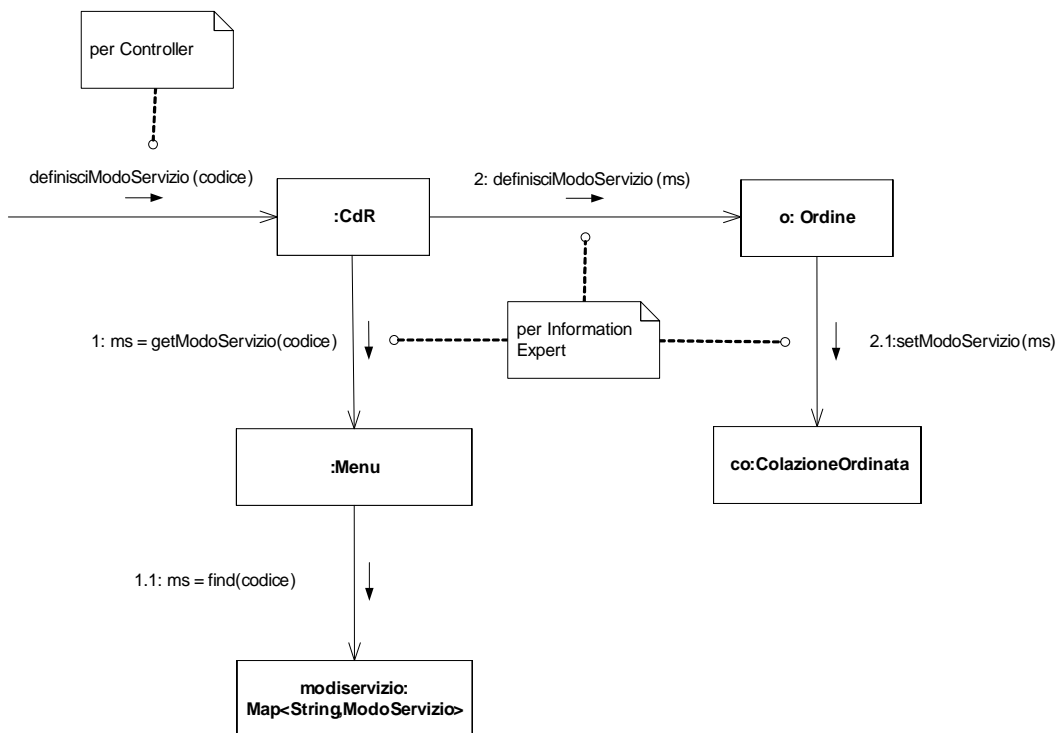 per Controller
definisciModoServizio (codice)
2: definisciModoServizio (ms)
:CdR
o: Ordine
1: ms = getModoServizio(codice)
per Information
Expert
2.1:setModoServizio(ms)
:Menu
co:ColazioneOrdinata
1.1: ms = find(codice)
modiservizio:
Map<String,ModoServizio>